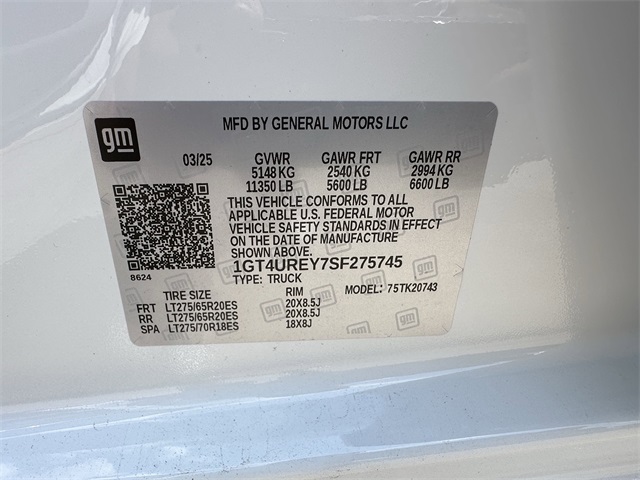 gm
MFD BY GENERAL MOTORS LLC
03/25 GVWR GAWR FRT GAWR RR
5148 KG 2540 KG 2994 KG
11350 LB 5600 LB 6600 LB
THIS VEHICLE CONFORMS TO ALL
APPLICABLE U.S. FEDERAL MOTOR
VEHICLE SAFETY STANDARDS IN EFFECT
ON THE DATE OF MANUFACTURE
SHOWN ABOVE.
8624
1GT4UREY7SF275745
TYPE: TRUCK
MODEL: 75TK20743
TIRE SIZE RIM
FRT LT275/65R20ES 20X8.5J
RR LT275/65R20ES 20X8.5J
SPA LT275/70R18ES 18X8J